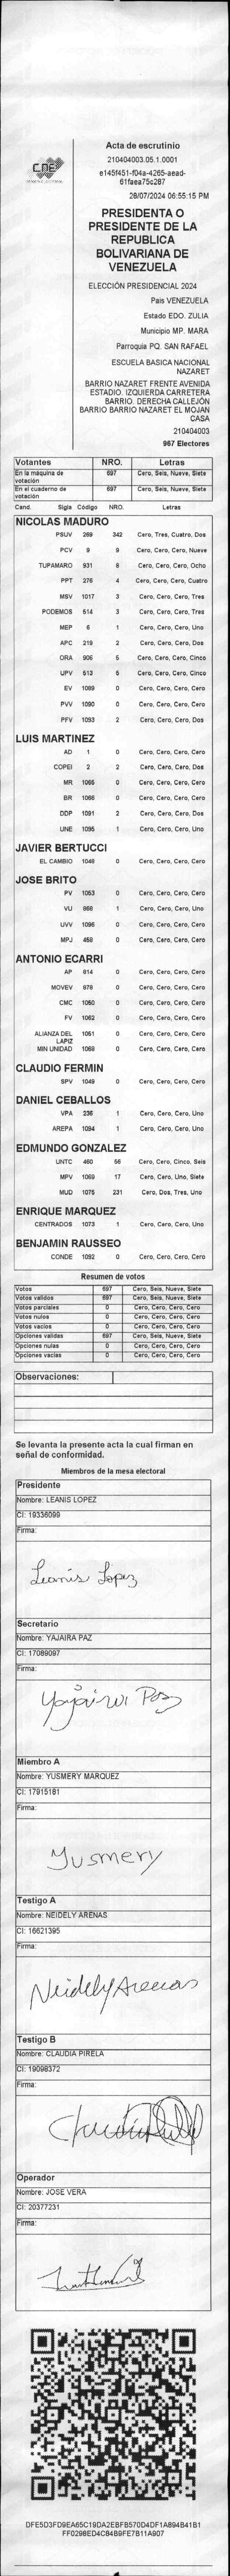 CNE
Acta de escrutinio
210404003.05.1.0001
e145f451-f04a-4265-aead-
61faea75c287
28/07/2024 06:55:15 PM
PRESIDENTA O
PRESIDENTE DE LA
REPUBLICA
BOLIVARIANA DE
VENEZUELA
ELECCIÓN PRESIDENCIAL 2024
Pais VENEZUELA
Estado EDO. ZULIA
Municipio MP. MARA
Parroquia PQ. SAN RAFAEL
ESCUELA BASICA NACIONAL
NAZARET
BARRIO NAZARET FRENTE AVENIDA
ESTADIO. IZQUIERDA CARRETERA
BARRIO. DERECHA CALLEJÓN
BARRIO BARRIO NAZARET EL MOJAN
CASA
210404003
967 Electores
Votantes NRO. Letras
En la máquina de votación 697 Cero, Seis, Nueve, Siete
En el cuaderno de votación 697 Cero, Seis, Nueve, Siete
Cand. Sigla Código NRO. Letras
NICOLAS MADURO
PSUV 269 342 Cero, Tres, Cuatro, Dos
PCV 9 9 Cero, Cero, Cero, Nueve
TUPAMARO 931 8 Cero, Cero, Cero, Ocho
PPT 276 4 Cero, Cero, Cero, Cuatro
MSV 1017 3 Cero, Cero, Cero, Tres
PODEMOS 514 3 Cero, Cero, Cero, Tres
MEP 6 1 Cero, Cero, Cero, Uno
APC 219 2 Cero, Cero, Cero, Dos
ORA 906 5 Cero, Cero, Cero, Cinco
UPV 513 5 Cero, Cero, Cero, Cinco
EV 1089 0 Cero, Cero, Cero, Cero
PVV 1090 0 Cero, Cero, Cero, Cero
PFV 1093 2 Cero, Cero, Cero, Dos
LUIS MARTINEZ
AD 1 0 Cero, Cero, Cero, Cero
COPEI 2 2 Cero, Cero, Cero, Dos
MR 1065 0 Cero, Cero, Cero, Cero
BR 1066 0 Cero, Cero, Cero, Cero
DDP 1091 2 Cero, Cero, Cero, Dos
UNE 1095 1 Cero, Cero, Cero, Uno
JAVIER BERTUCCI
EL CAMBIO 1048 0 Cero, Cero, Cero, Cero
JOSE BRITO
PV 1053 0 Cero, Cero, Cero, Cero
VU 968 1 Cero, Cero, Cero, Uno
UVV 1096 0 Cero, Cero, Cero, Cero
MPJ 458 0 Cero, Cero, Cero, Cero
ANTONIO ECARRI
AP 914 0 Cero, Cero, Cero, Cero
MOVEV 978 0 Cero, Cero, Cero, Cero
CMC 1050 0 Cero, Cero, Cero, Cero
FV 1062 0 Cero, Cero, Cero, Cero
ALIANZA DEL LAPIZ 1051 0 Cero, Cero, Cero, Cero
MIN UNIDAD 1068 0 Cero, Cero, Cero, Cero
CLAUDIO FERMIN
SPV 1049 0 Cero, Cero, Cero, Cero
DANIEL CEBALLOS
VPA 236 1 Cero, Cero, Cero, Uno
AREPA 1094 1 Cero, Cero, Cero, Uno
EDMUNDO GONZALEZ
UNTC 460 56 Cero, Cero, Cinco, Seis
MPV 1069 17 Cero, Cero, Uno, Siete
MUD 1075 231 Cero, Dos, Tres, Uno
ENRIQUE MARQUEZ
CENTRADOS 1073 1 Cero, Cero, Cero, Uno
BENJAMIN RAUSSEO
CONDE 1092 0 Cero, Cero, Cero, Cero
Resumen de votos
Votos 697 Cero, Seis, Nueve, Siete
Votos validos 697 Cero, Seis, Nueve, Siete
Votos parciales 0 Cero, Cero, Cero, Cero
Votos nulos 0 Cero, Cero, Cero, Cero
Votos vacios 0 Cero, Cero, Cero, Cero
Opciones validas 697 Cero, Seis, Nueve, Siete
Opciones nulas 0 Cero, Cero, Cero, Cero
Opciones vacias 0 Cero, Cero, Cero, Cero
Observaciones:
Se levanta la presente acta la cual firman en
señal de conformidad.
Miembros de la mesa electoral
Presidente
Nombre: LEANIS LOPEZ
CI: 19336099
Firma:
Leanis Lopez
Secretario
Nombre: YAJAIRA PAZ
CI: 17089097
Firma:
Yajaira Paz
Miembro A
Nombre: YUSMERY MARQUEZ
CI: 17915181
Firma:
Yusmery
Testigo A
Nombre: NEIDELY ARENAS
CI: 16621395
Firma:
Neidely Arenas
Testigo B
Nombre: CLAUDIA PIRELA
CI: 19098372
Firma:
Operador
Nombre: JOSE VERA
CI: 20377231
Firma:
DFE5D3FD9EA65C19DA2EBFB570D4DF1A894B41B1
FF0298ED4C84B9FE7B11A907